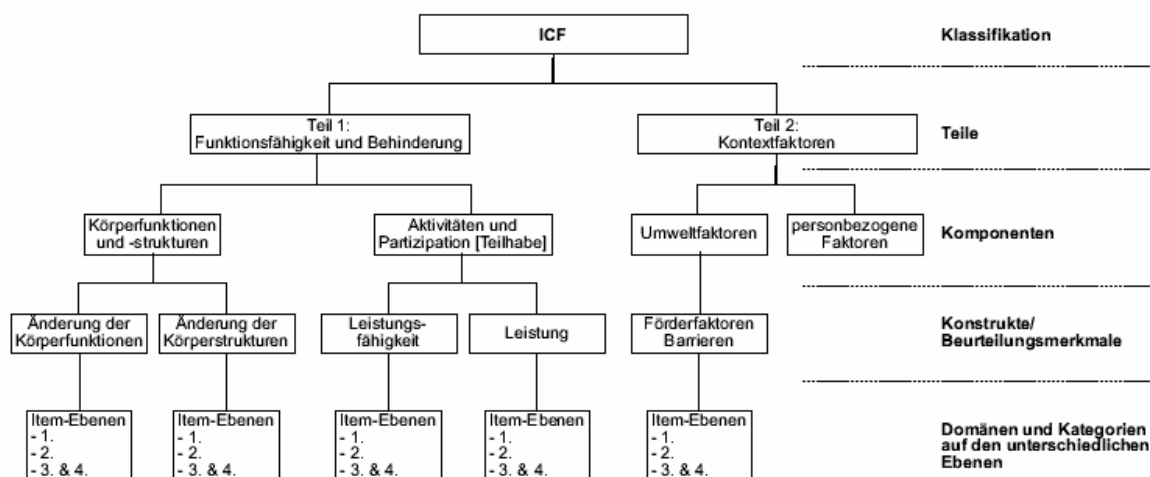 ICF
Klassifikation
Teil 1:
Funktionsfähigkeit und Behinderung
Teil 2:
Kontextfaktoren
Teile
Körperfunktionen
und -strukturen
Aktivitäten und
Partizipation [Teilhabe]
Umweltfaktoren
personbezogene
Faktoren
Komponenten
Änderung der
Körperfunktionen
Änderung der
Körperstrukturen
Leistungs-
fähigkeit
Leistung
Förderfaktoren
Barrieren
Konstrukte/
Beurteilungsmerkmale
Item-Ebenen
- 1.
- 2.
- 3. & 4.
Item-Ebenen
- 1.
- 2.
- 3. & 4.
Item-Ebenen
- 1.
- 2.
- 3. & 4.
Item-Ebenen
- 1.
- 2.
- 3. & 4.
Item-Ebenen
- 1.
- 2.
- 3. & 4.
Domänen und Kategorien
auf den unterschiedlichen
Ebenen